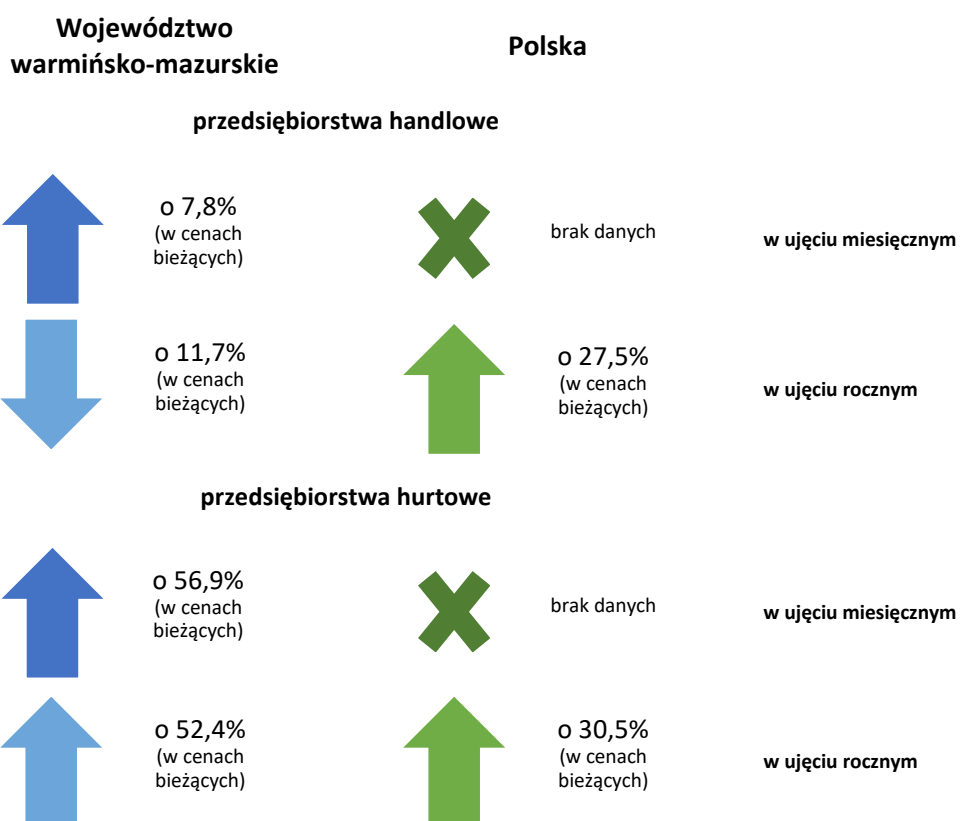 Województwo
warmińsko-mazurskie
Polska
przedsiębiorstwa handlowe
o 7,8%
(w cenach
bieżących)
brak danych
w ujęciu miesięcznym
o 11,7%
(w cenach
bieżących)
o 27,5%
(w cenach
bieżących)
w ujęciu rocznym
przedsiębiorstwa hurtowe
o 56,9%
(w cenach
bieżących)
brak danych
w ujęciu miesięcznym
o 52,4%
(w cenach
bieżących)
o 30,5%
(w cenach
bieżących)
w ujęciu rocznym